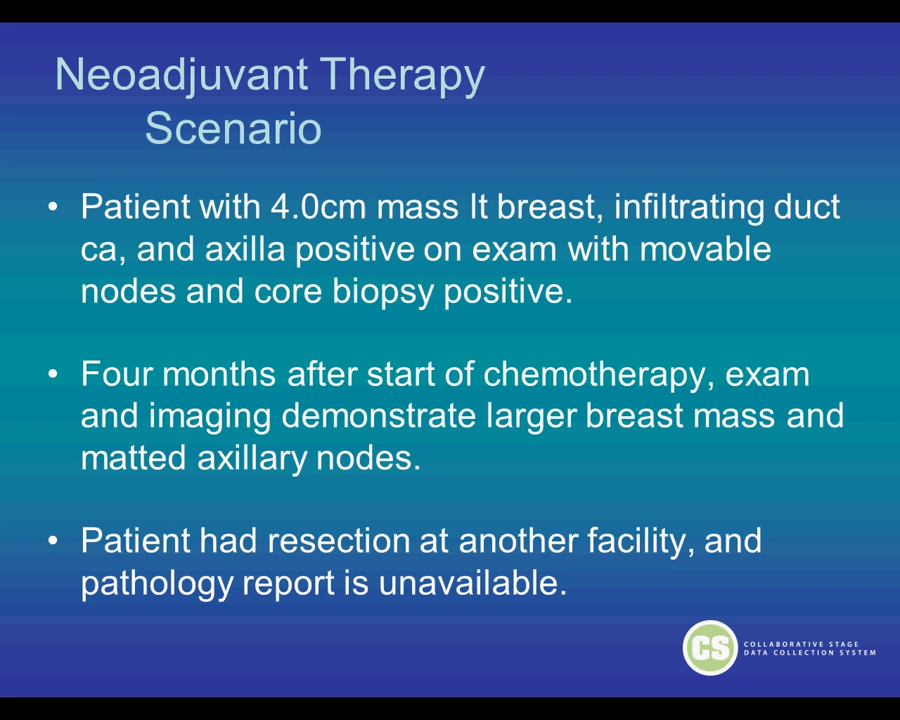 Neoadjuvant Therapy
Scenario
• Patient with 4.0cm mass lt breast, infiltrating duct
ca, and axilla positive on exam with movable
nodes and core biopsy positive.
• Four months after start of chemotherapy, exam
and imaging demonstrate larger breast mass and
matted axillary nodes.
• Patient had resection at another facility, and
pathology report is unavailable.
CS
COLLABORATIVE STAGE
DATA COLLECTION SYSTEM